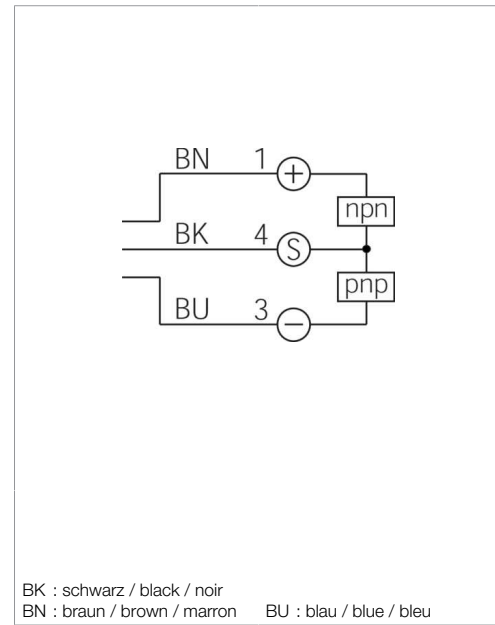 BN 1 +
npn
BK 4 S
pnp
BU 3 −
BK : schwarz / black / noir
BN : braun / brown / marron BU : blau / blue / bleu